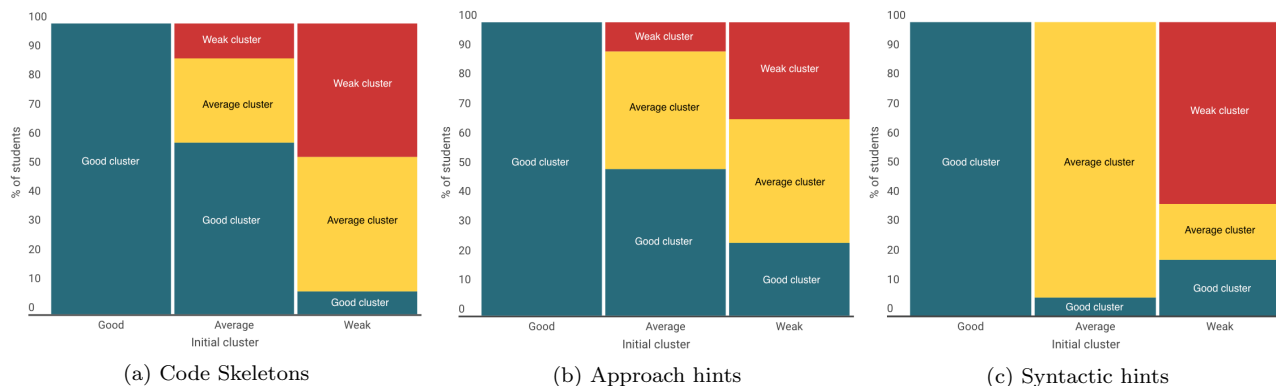 100
90
80
70
60
50
40
30
20
10
0
% of students
Good cluster
Weak cluster
Average cluster
Good cluster
Weak cluster
Average cluster
Good cluster
Good
Average
Weak
Initial cluster
(a) Code Skeletons
100
90
80
70
60
50
40
30
20
10
0
% of students
Good cluster
Weak cluster
Average cluster
Good cluster
Weak cluster
Average cluster
Good cluster
Good
Average
Weak
Initial cluster
(b) Approach hints
100
90
80
70
60
50
40
30
20
10
0
% of students
Good cluster
Average cluster
Good cluster
Weak cluster
Average cluster
Good cluster
Good
Average
Weak
Initial cluster
(c) Syntactic hints